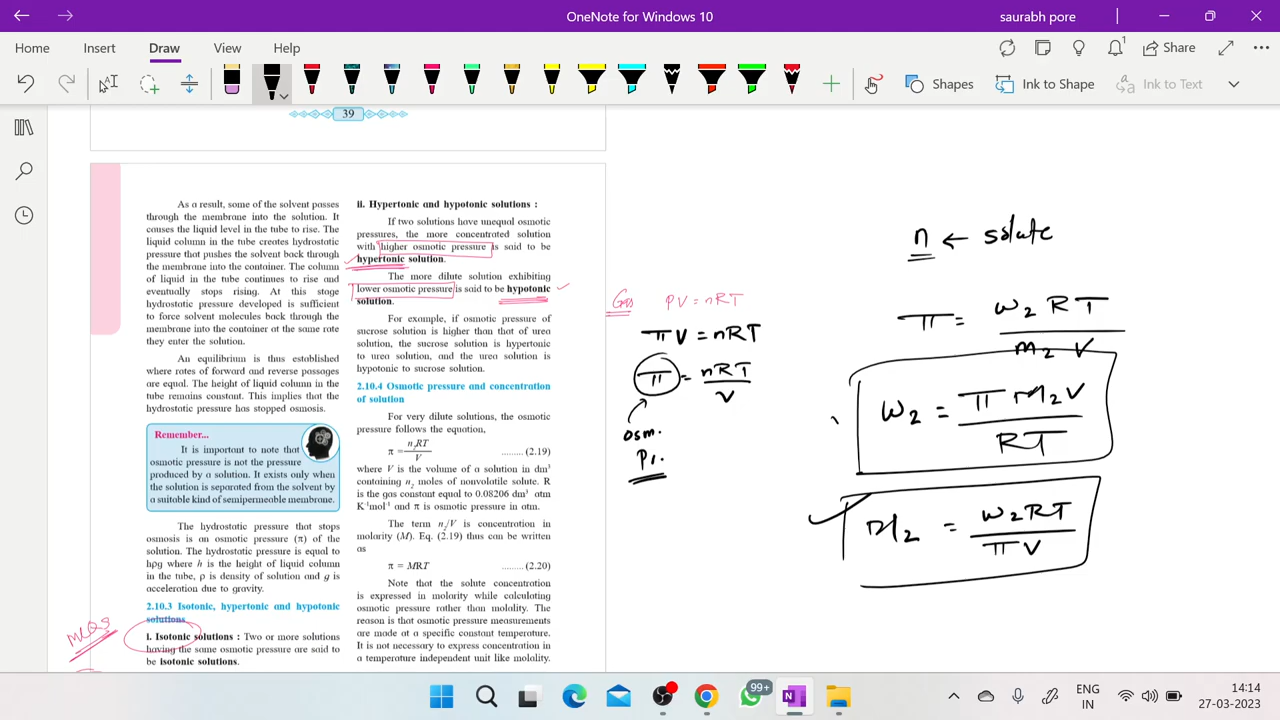 OneNote for Windows 10
saurabh pore
Home
Insert
Draw
View
Help
Share
Shapes
Ink to Shape
Ink to Text
39
As a result, some of the solvent passes
through the membrane into the solution. It
causes the liquid level in the tube to rise. The
liquid column in the tube creates hydrostatic
pressure that pushes the solvent back through
the membrane into the container. The column
of liquid in the tube continues to rise and
eventually stops rising. At this stage
hydrostatic pressure developed is sufficient
to force solvent molecules back through the
membrane into the container at the same rate
they enter the solution.
An equilibrium is thus established
where rates of forward and reverse passages
are equal. The height of liquid column in the
tube remains constant. This implies that the
hydrostatic pressure has stopped osmosis.
Remember...
It is important to note that
osmotic pressure is not the pressure
produced by a solution. It exists only when
the solution is separated from the solvent by
a suitable kind of semipermeable membrane.
The hydrostatic pressure that stops
osmosis is an osmotic pressure (π) of the
solution. The hydrostatic pressure is equal to
hρg where h is the height of liquid column
in the tube, ρ is density of solution and g is
acceleration due to gravity.
2.10.3 Isotonic, hypertonic and hypotonic
solutions
MCQs
i. Isotonic solutions : Two or more solutions
having the same osmotic pressure are said to
be isotonic solutions.
ii. Hypertonic and hypotonic solutions :
If two solutions have unequal osmotic
pressures, the more concentrated solution
with higher osmotic pressure is said to be
hypertonic solution.
The more dilute solution exhibiting
lower osmotic pressure is said to be hypotonic
solution.
For example, if osmotic pressure of
sucrose solution is higher than that of urea
solution, the sucrose solution is hypertonic
to urea solution, and the urea solution is
hypotonic to sucrose solution.
2.10.4 Osmotic pressure and concentration
of solution
For very dilute solutions, the osmotic
pressure follows the equation,
π = n₂RT/V ......... (2.19)
where V is the volume of a solution in dm³
containing n₂ moles of nonvolatile solute. R
is the gas constant equal to 0.08206 dm³ atm
K⁻¹mol⁻¹ and π is osmotic pressure in atm.
The term n₂/V is concentration in
molarity (M). Eq. (2.19) thus can be written
as
π = MRT ......... (2.20)
Note that the solute concentration
is expressed in molarity while calculating
osmotic pressure rather than molality. The
reason is that osmotic pressure measurements
are made at a specific constant temperature.
It is not necessary to express concentration in
a temperature independent unit like molality.
Gas PV = nRT
πV = nRT
π = nRT/V
osm.
Pr.
n ← solute
π = W₂RT/M₂V
W₂ = πM₂V/RT
M₂ = W₂RT/πV
99+
ENG
IN
14:14
27-03-2023